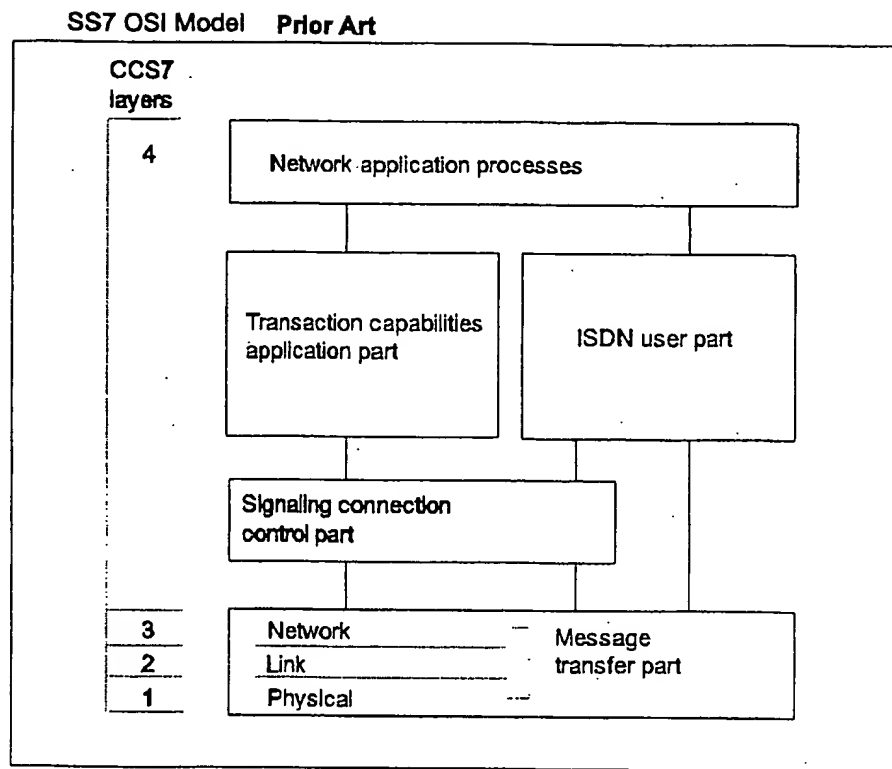 SS7 OSI Model Prior Art
CCS7
layers
4
Network application processes
Transaction capabilities
application part
ISDN user part
Signaling connection
control part
3 Network
2 Link
1 Physical
Message
transfer part